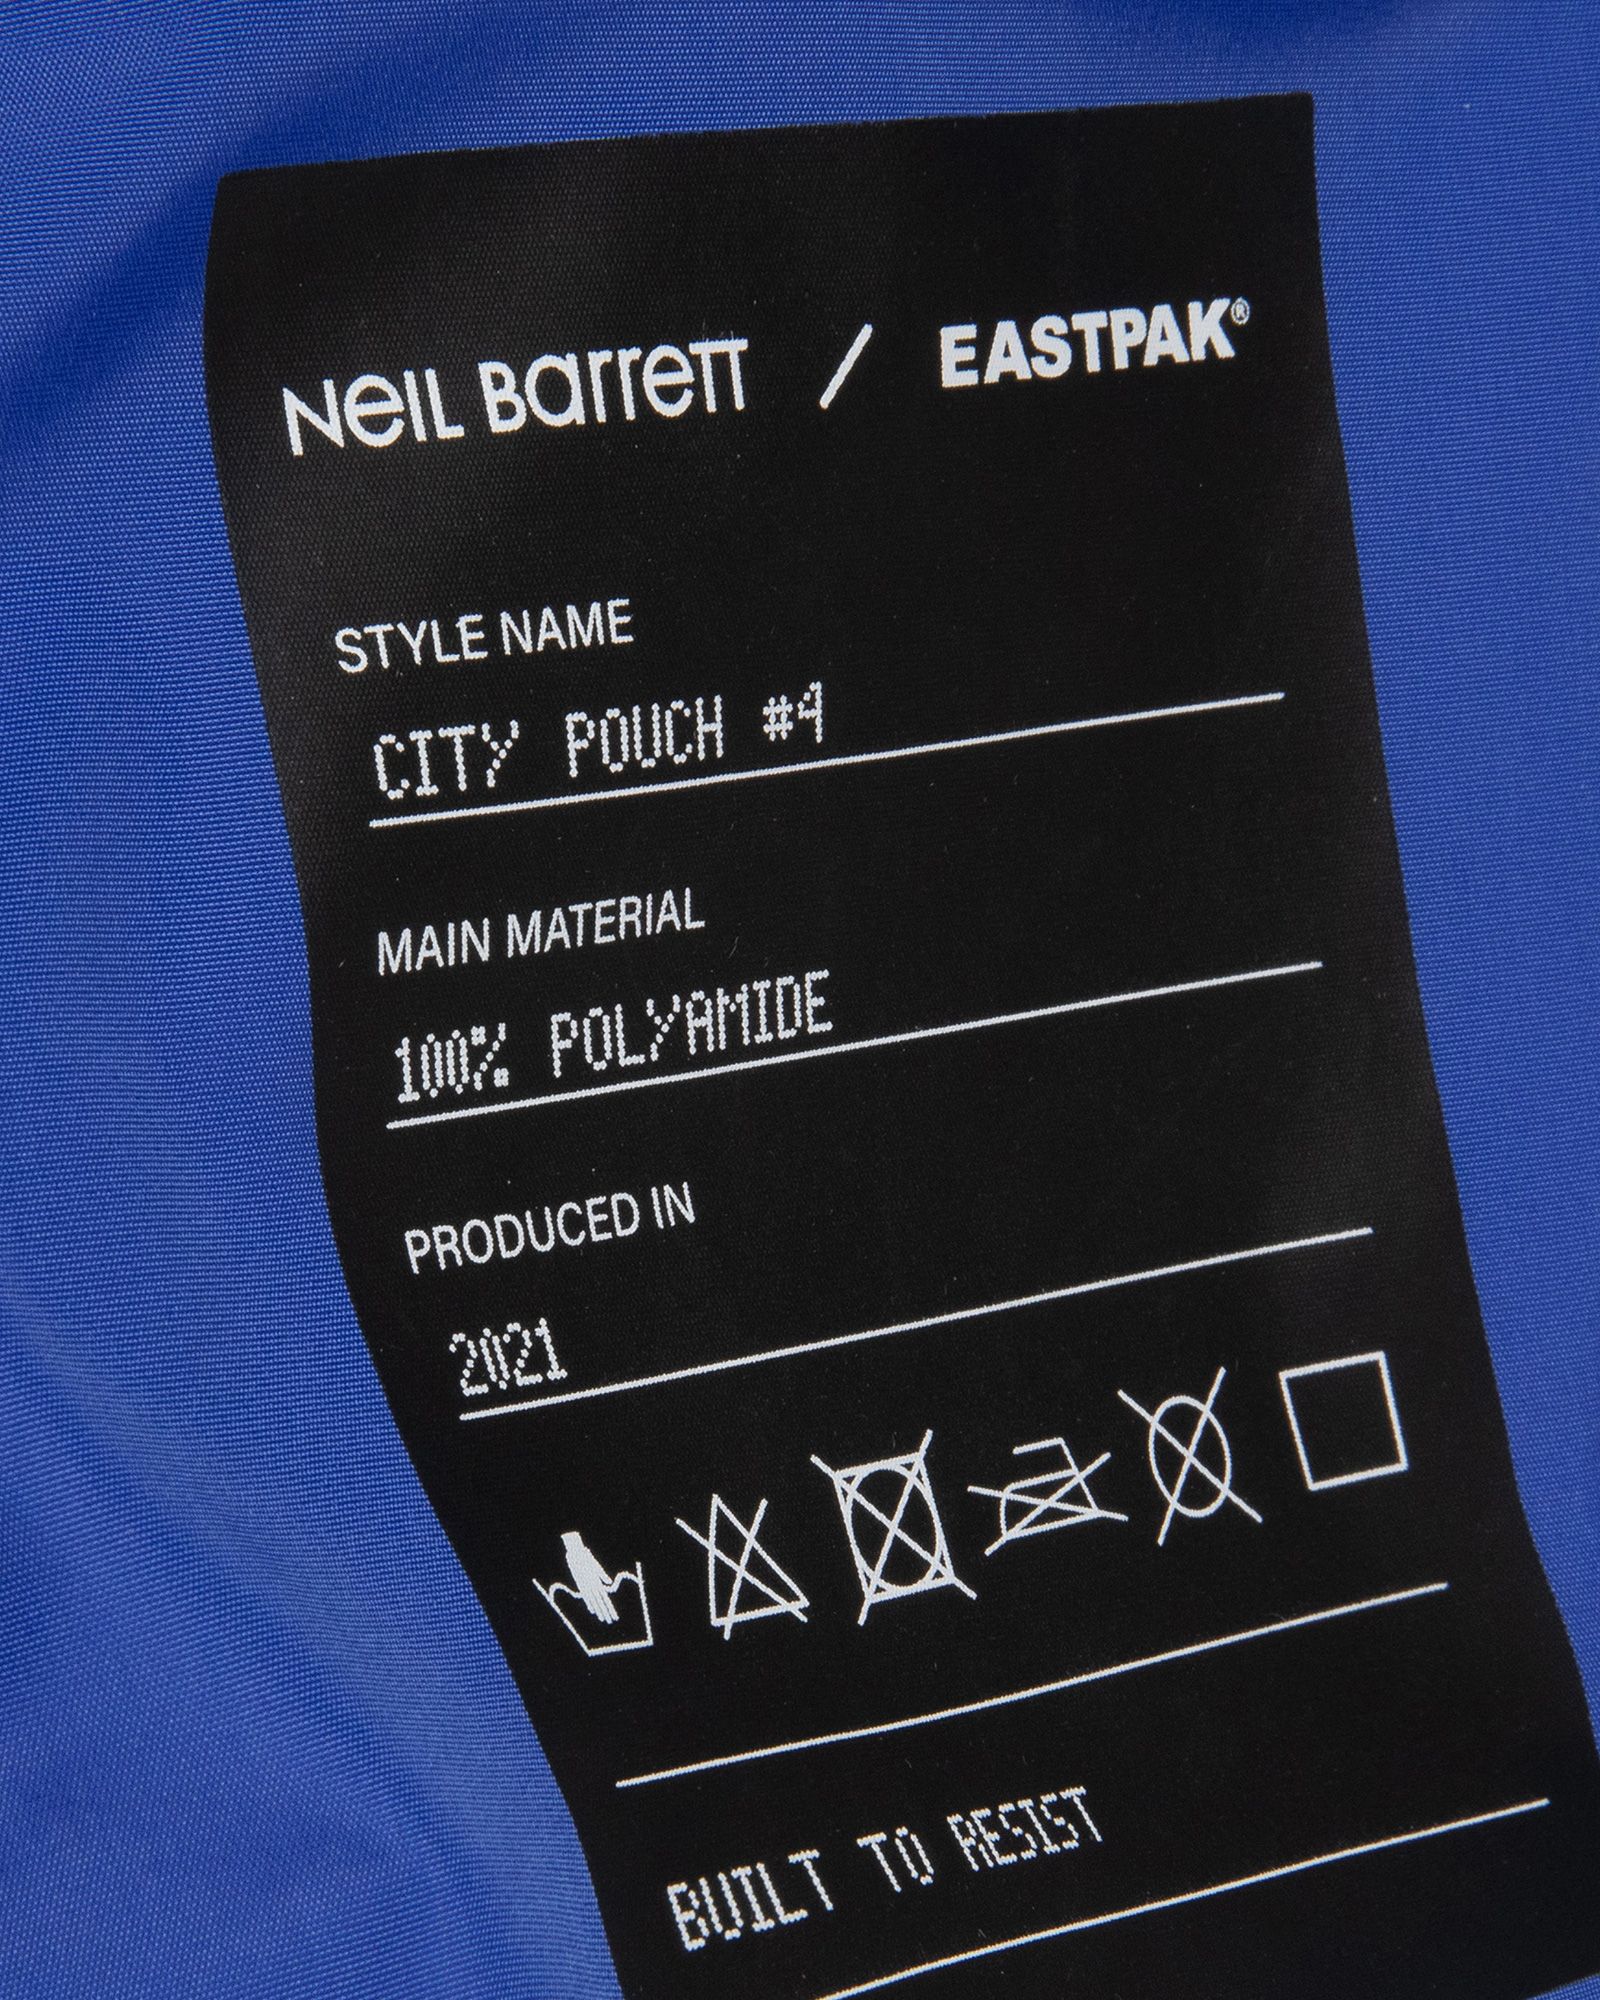 Neil Barrett / EASTPAK®
STYLE NAME
CITY POUCH #4
MAIN MATERIAL
100% POLYAMIDE
PRODUCED IN
2021
BUILT TO RESIST